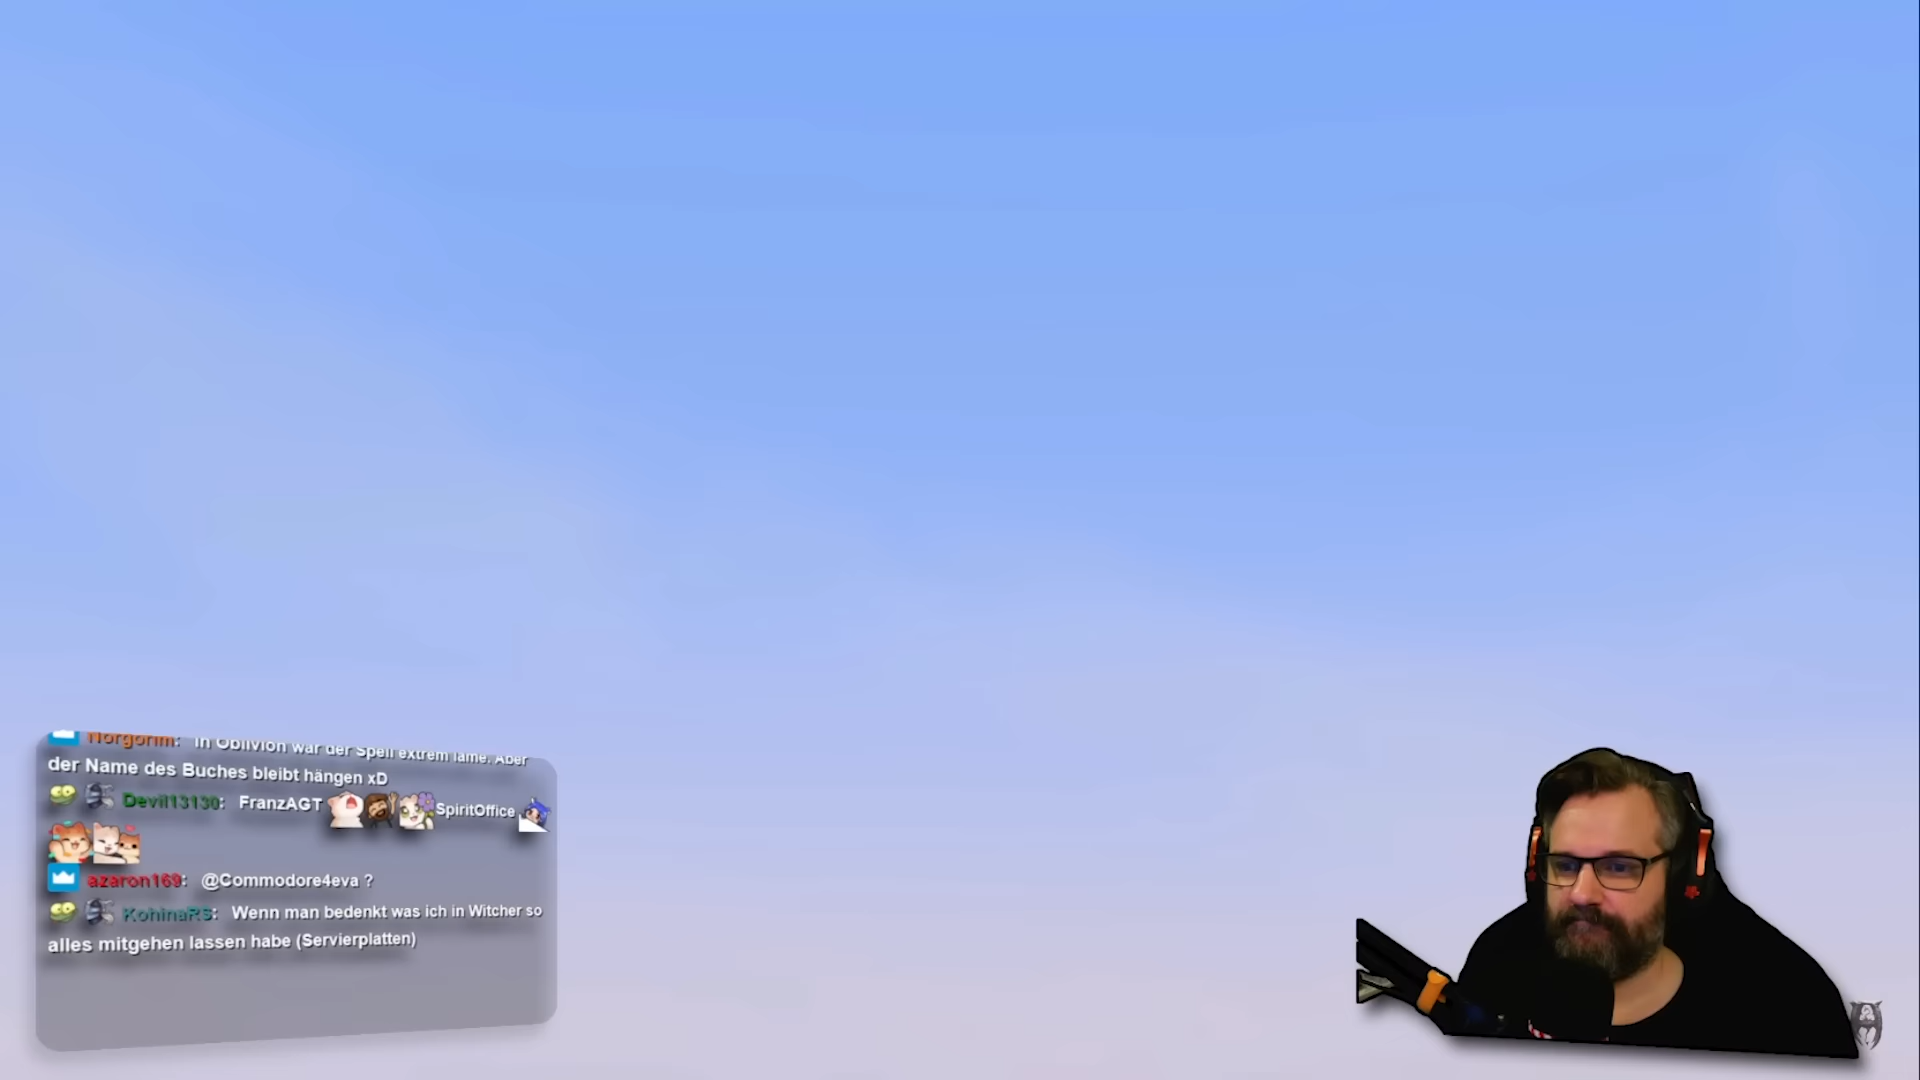 Norgorim: In Oblivion war der Spell extrem lame. Aber
der Name des Buches bleibt hängen xD
Devil13130: FranzAGT SpiritOffice
azaron169: @Commodore4eva ?
KohinaRS: Wenn man bedenkt was ich in Witcher so
alles mitgehen lassen habe (Servierplatten)